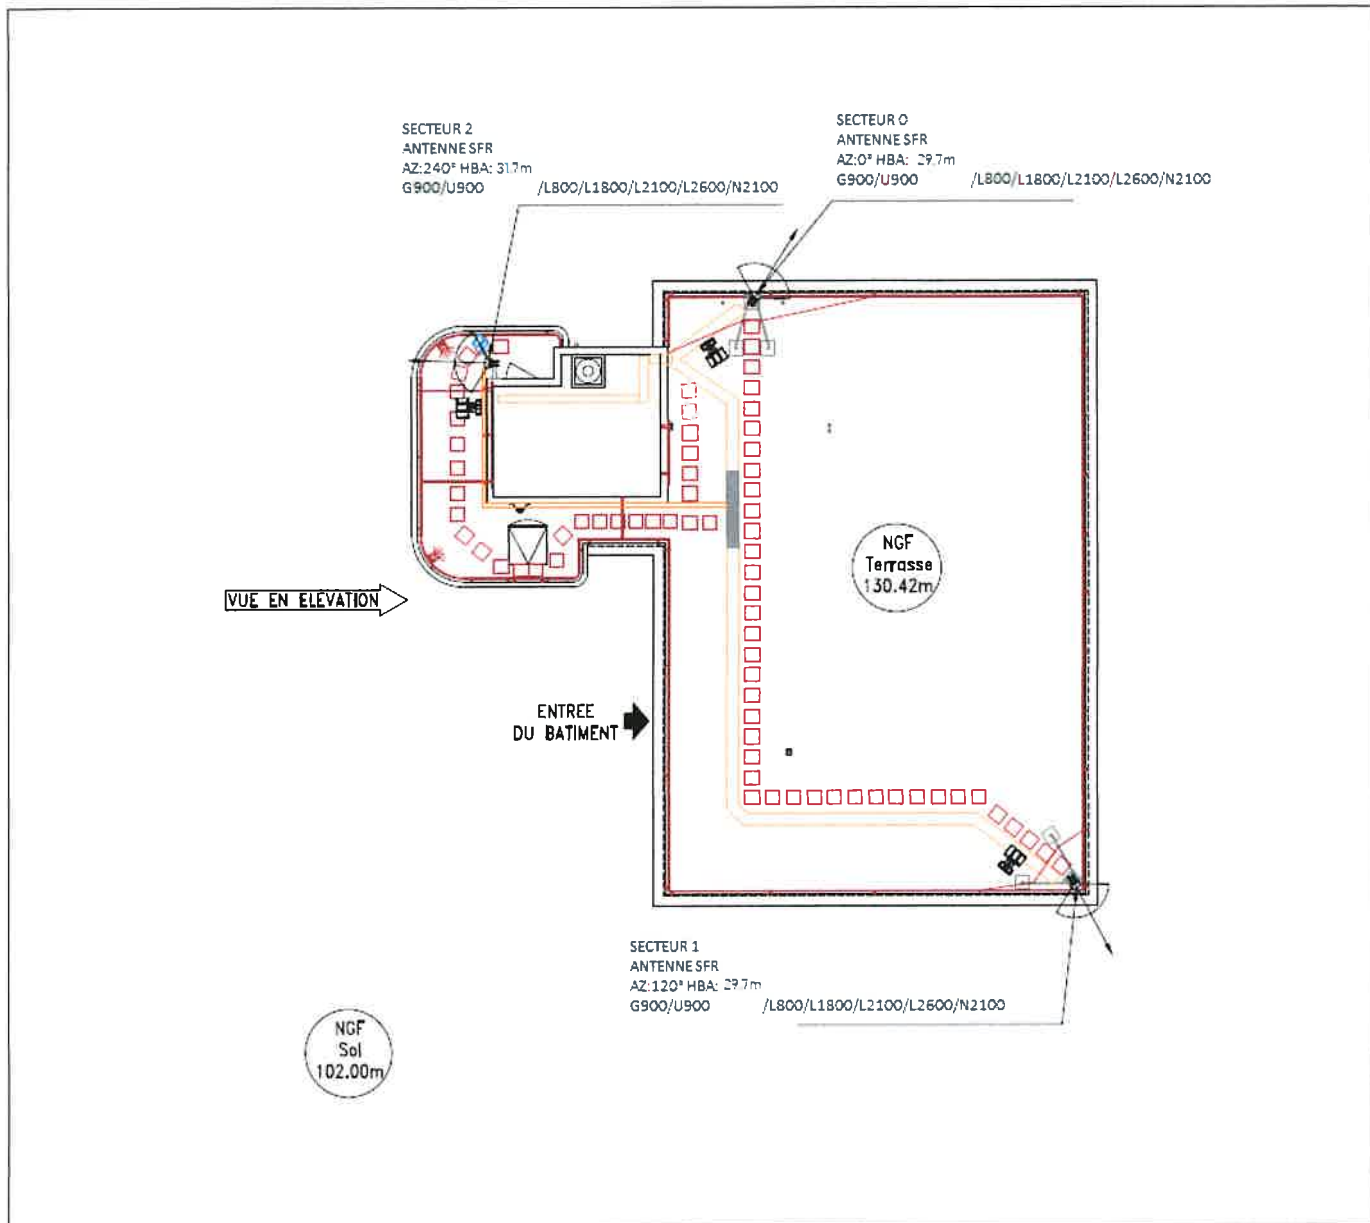 SECTEUR 2
ANTENNE SFR
AZ:240° HBA: 31.7m
G900/U900 /L800/L1800/L2100/L2600/N2100
SECTEUR 0
ANTENNE SFR
AZ:0° HBA: 29.7m
G900/U900 /L800/L1800/L2100/L2600/N2100
NGF
Terrasse
130.42m
VUE EN ELEVATION
ENTREE
DU BATIMENT
SECTEUR 1
ANTENNE SFR
AZ:120° HBA: 29.7m
G900/U900 /L800/L1800/L2100/L2600/N2100
NGF
Sol
102.00m